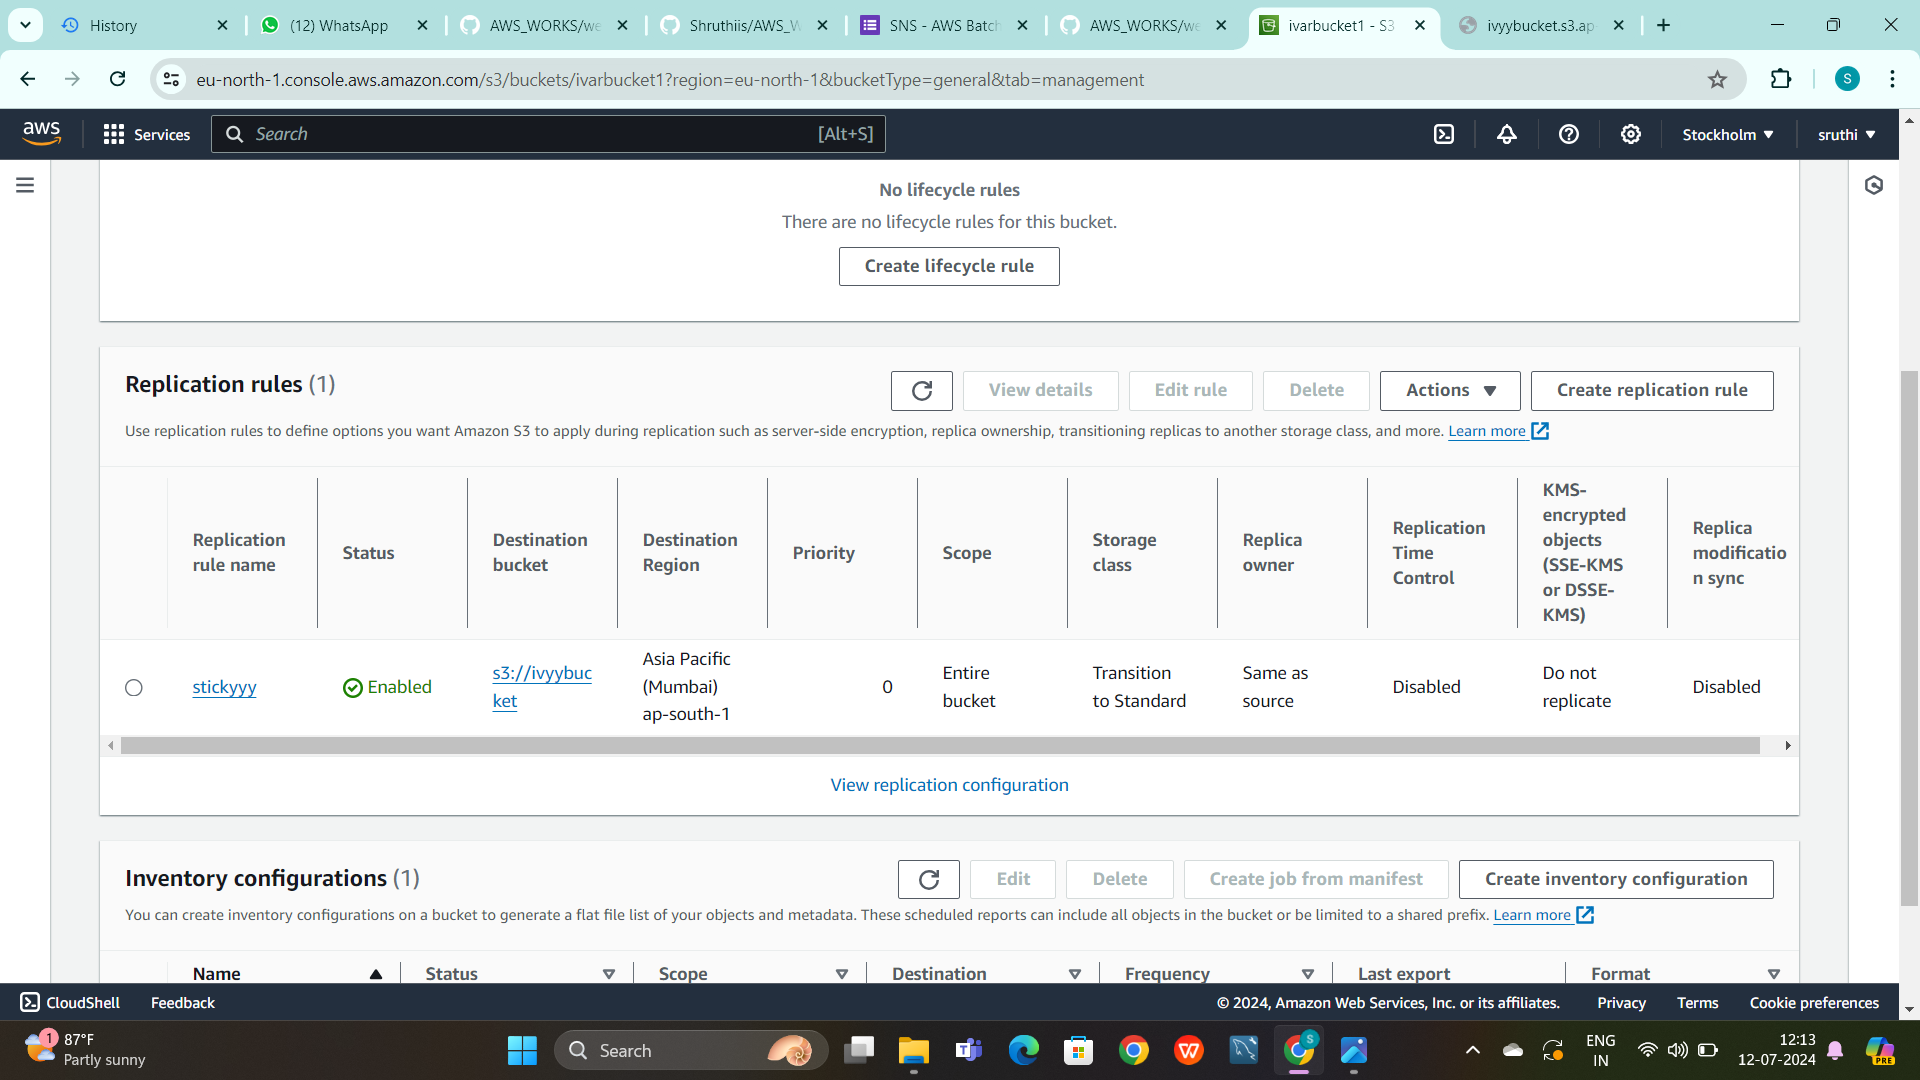 History
(12) WhatsApp
AWS_WORKS/we
Shruthiis/AWS_W
SNS - AWS Batch
AWS_WORKS/we
ivarbucket1 - S3
ivyybucket.s3.ap
eu-north-1.console.aws.amazon.com/s3/buckets/ivarbucket1?region=eu-north-1&bucketType=general&tab=management
S
aws
Services
Search
[Alt+S]
Stockholm
sruthi
No lifecycle rules
There are no lifecycle rules for this bucket.
Create lifecycle rule
Replication rules (1)
View details
Edit rule
Delete
Actions
Create replication rule
Use replication rules to define options you want Amazon S3 to apply during replication such as server-side encryption, replica ownership, transitioning replicas to another storage class, and more. Learn more
Replication
rule name
Status
Destination
bucket
Destination
Region
Priority
Scope
Storage
class
Replica
owner
Replication
Time
Control
KMS-
encrypted
objects
(SSE-KMS
or DSSE-
KMS)
Replica
modificatio
n sync
stickyyy
Enabled
s3://ivyybuc
ket
Asia Pacific
(Mumbai)
ap-south-1
0
Entire
bucket
Transition
to Standard
Same as
source
Disabled
Do not
replicate
Disabled
View replication configuration
Inventory configurations (1)
Edit
Delete
Create job from manifest
Create inventory configuration
You can create inventory configurations on a bucket to generate a flat file list of your objects and metadata. These scheduled reports can include all objects in the bucket or be limited to a shared prefix. Learn more
Name
Status
Scope
Destination
Frequency
Last export
Format
CloudShell
Feedback
© 2024, Amazon Web Services, Inc. or its affiliates.
Privacy
Terms
Cookie preferences
1
87°F
Partly sunny
Search
W
S
ENG
IN
12:13
12-07-2024
PRE